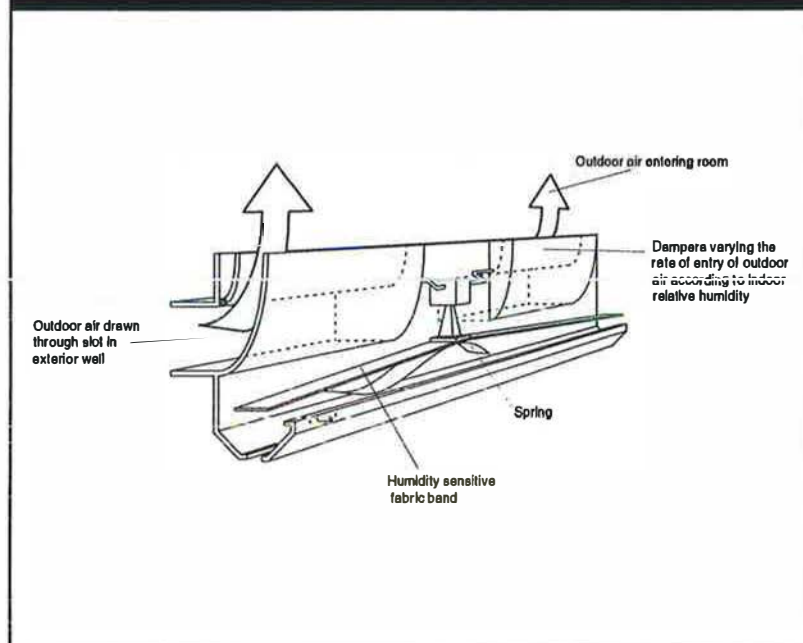 Outdoor air entering room
Dampers varying the
rate of entry of outdoor
air according to indoor
relative humidity
Outdoor air drawn
through slot in
exterior wall
Spring
Humidity sensitive
fabric band